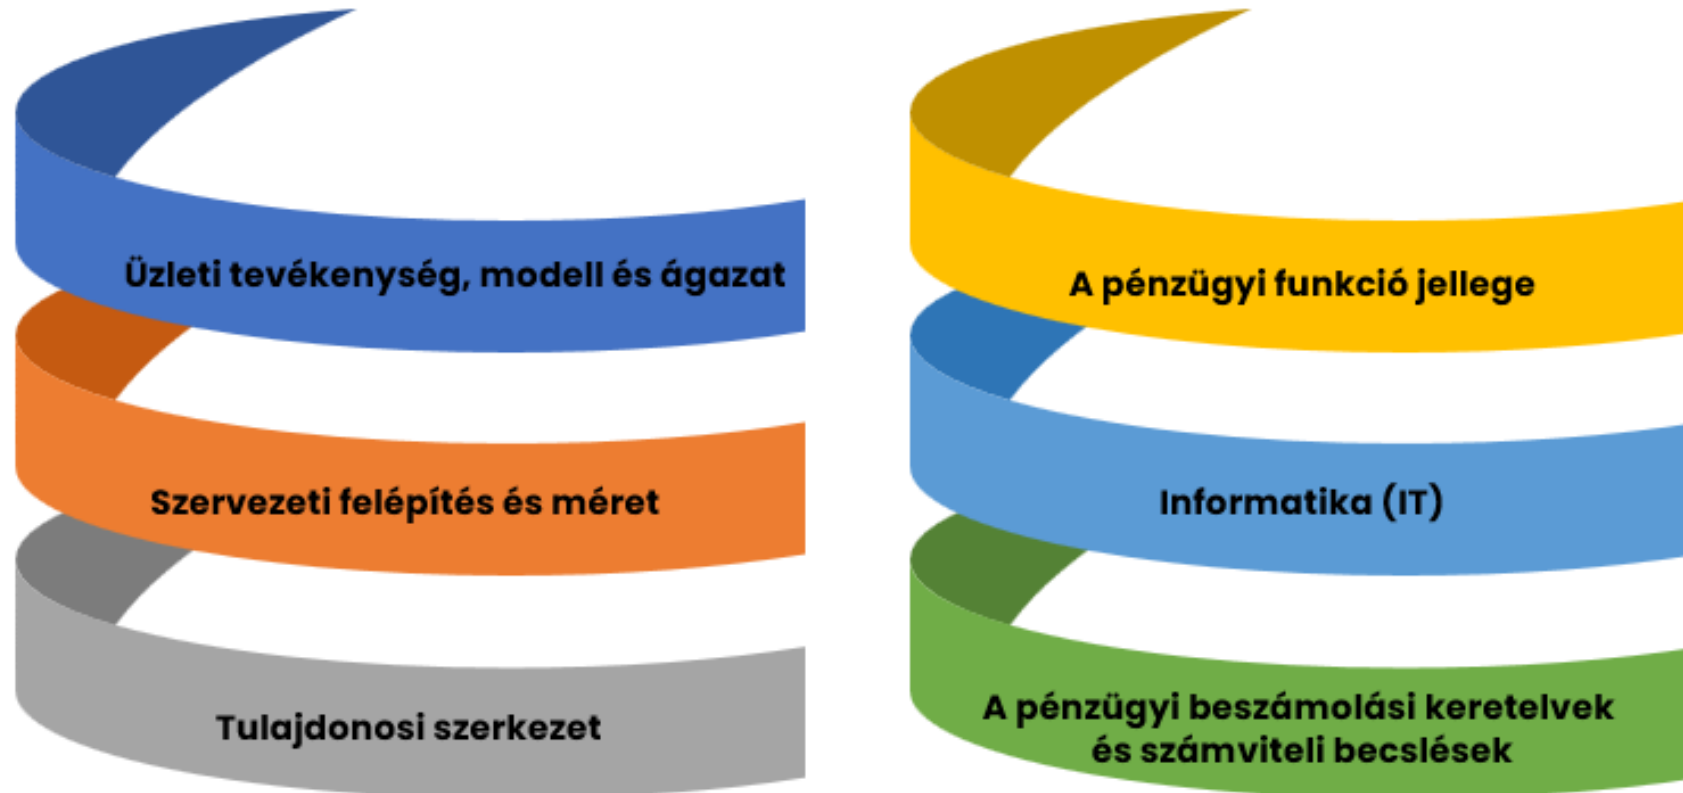 Üzleti tevékenység, modell és ágazat
Szervezeti felépítés és méret
Tulajdonosi szerkezet
A pénzügyi funkció jellege
Informatika (IT)
A pénzügyi beszámolási keretelvek
és számviteli becslések